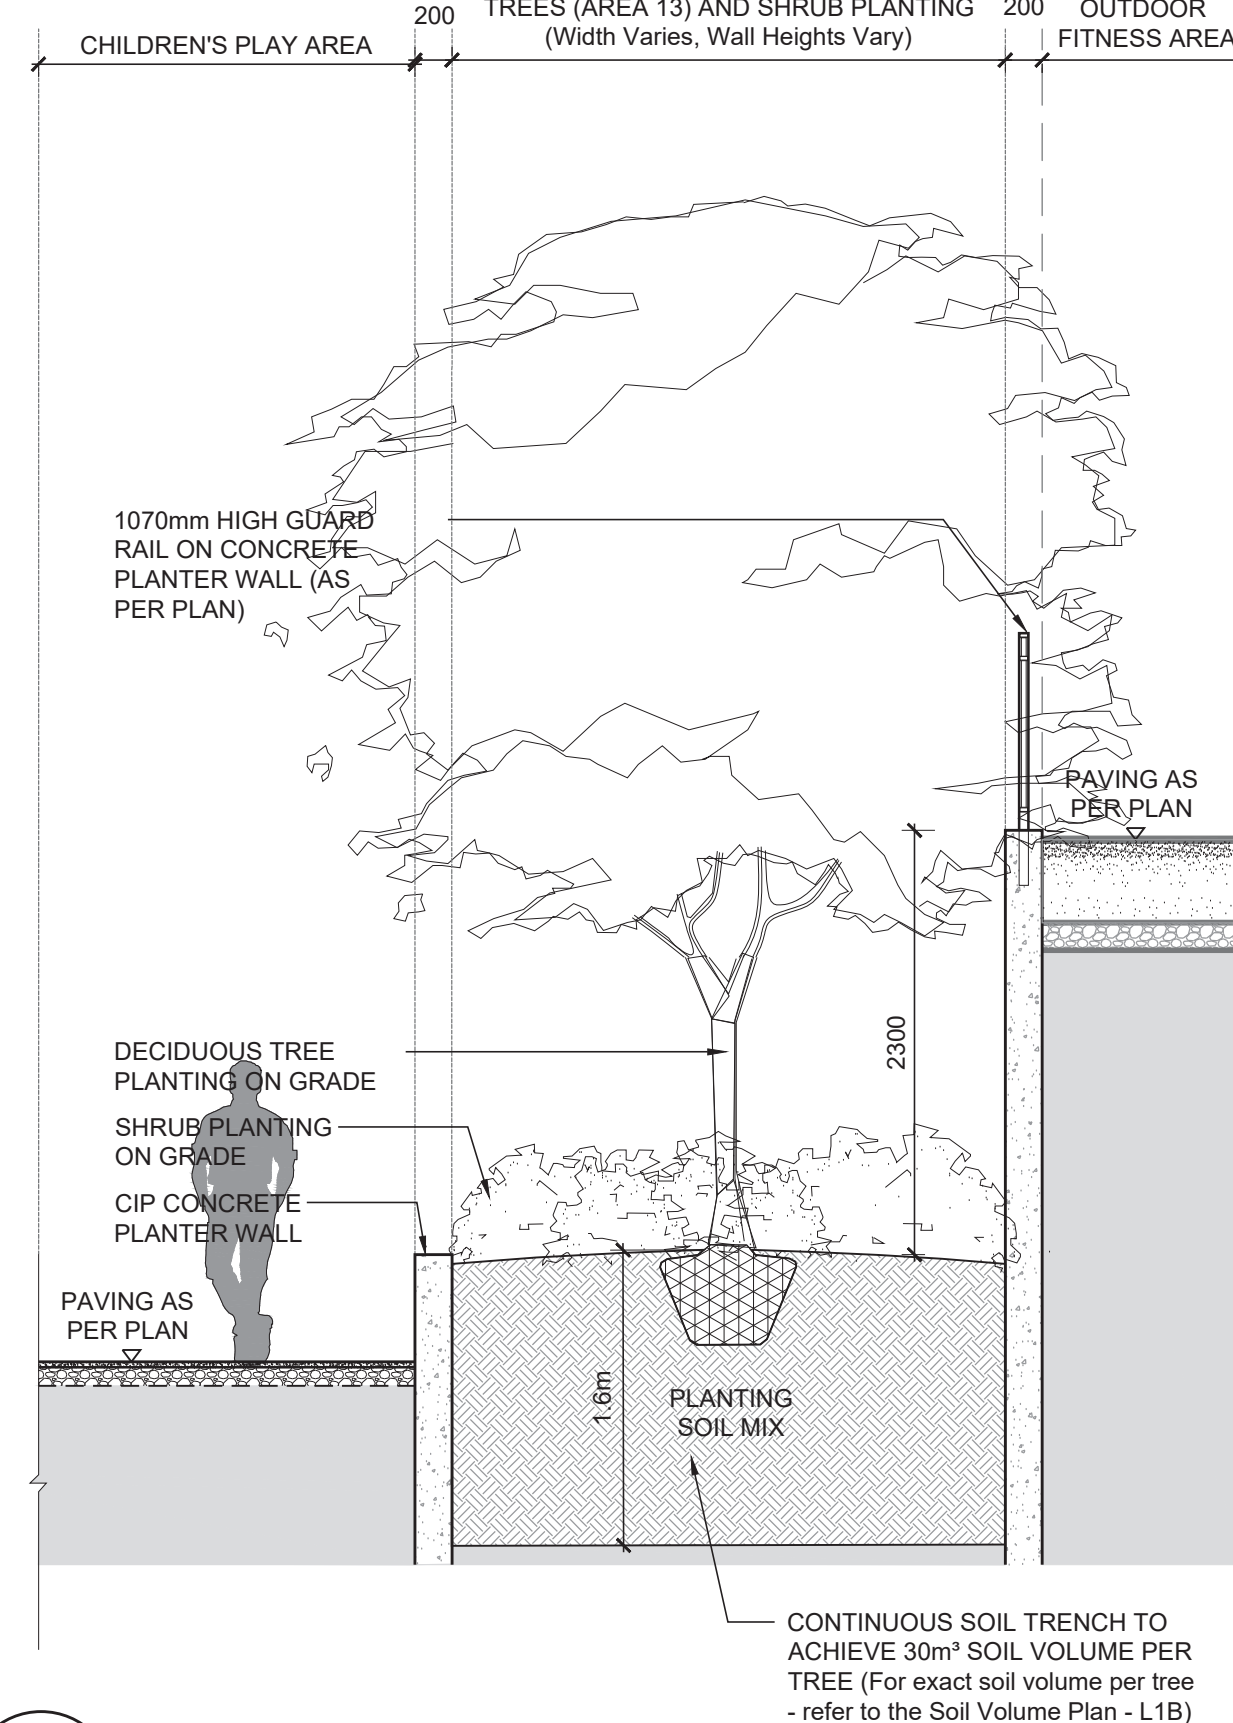 200
TREES (AREA 13) AND SHRUB PLANTING
(Width Varies, Wall Heights Vary)
200
OUTDOOR
FITNESS AREA
CHILDREN'S PLAY AREA
1070mm HIGH GUARD
RAIL ON CONCRETE
PLANTER WALL (AS
PER PLAN)
PAVING AS
PER PLAN
2300
DECIDUOUS TREE
PLANTING ON GRADE
SHRUB PLANTING
ON GRADE
CIP CONCRETE
PLANTER WALL
PAVING AS
PER PLAN
1.6m
PLANTING
SOIL MIX
CONTINUOUS SOIL TRENCH TO
ACHIEVE 30m³ SOIL VOLUME PER
TREE (For exact soil volume per tree
- refer to the Soil Volume Plan - L1B)